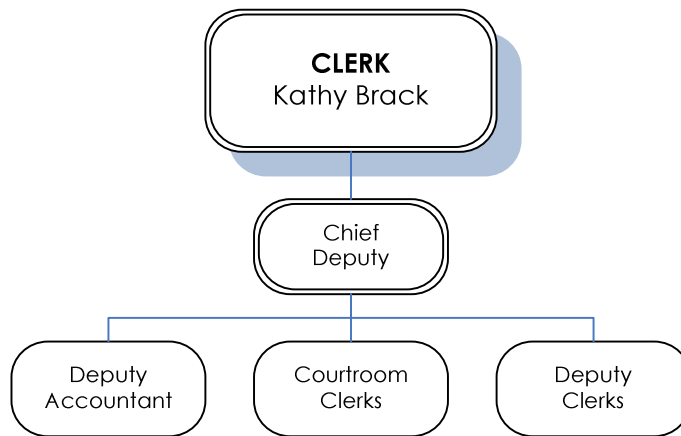 CLERK
Kathy Brack
Chief
Deputy
Deputy
Accountant
Courtroom
Clerks
Deputy
Clerks